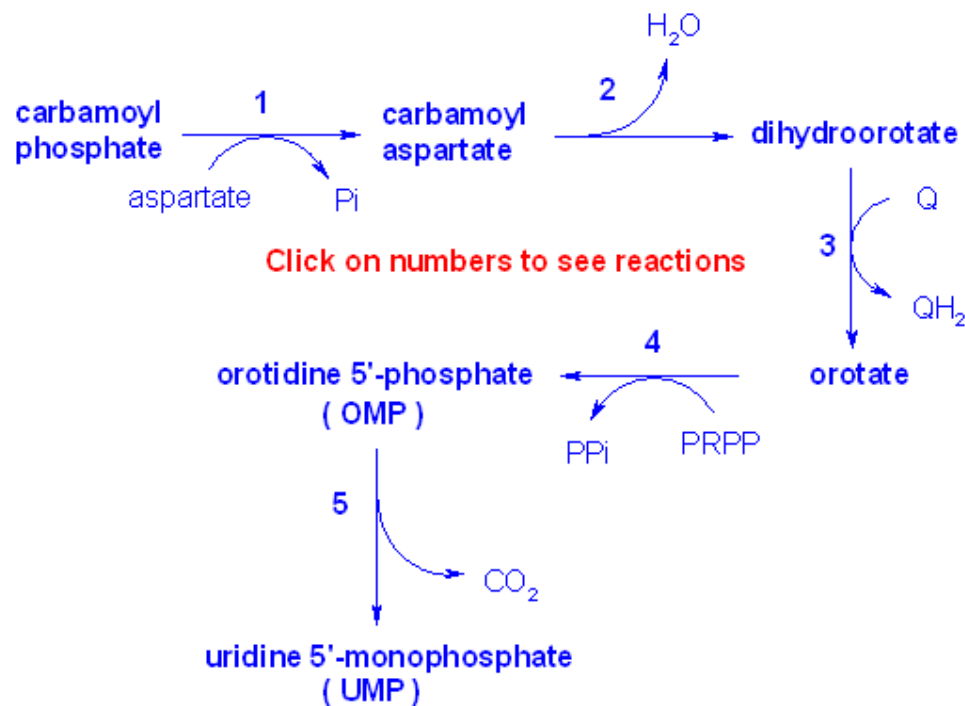 H₂O
1
2
carbamoyl
phosphate
carbamoyl
aspartate
dihydroorotate
aspartate
Pi
Q
3
Click on numbers to see reactions
QH₂
4
orotidine 5'-phosphate
( OMP )
orotate
PPi
PRPP
5
CO₂
uridine 5'-monophosphate
( UMP )